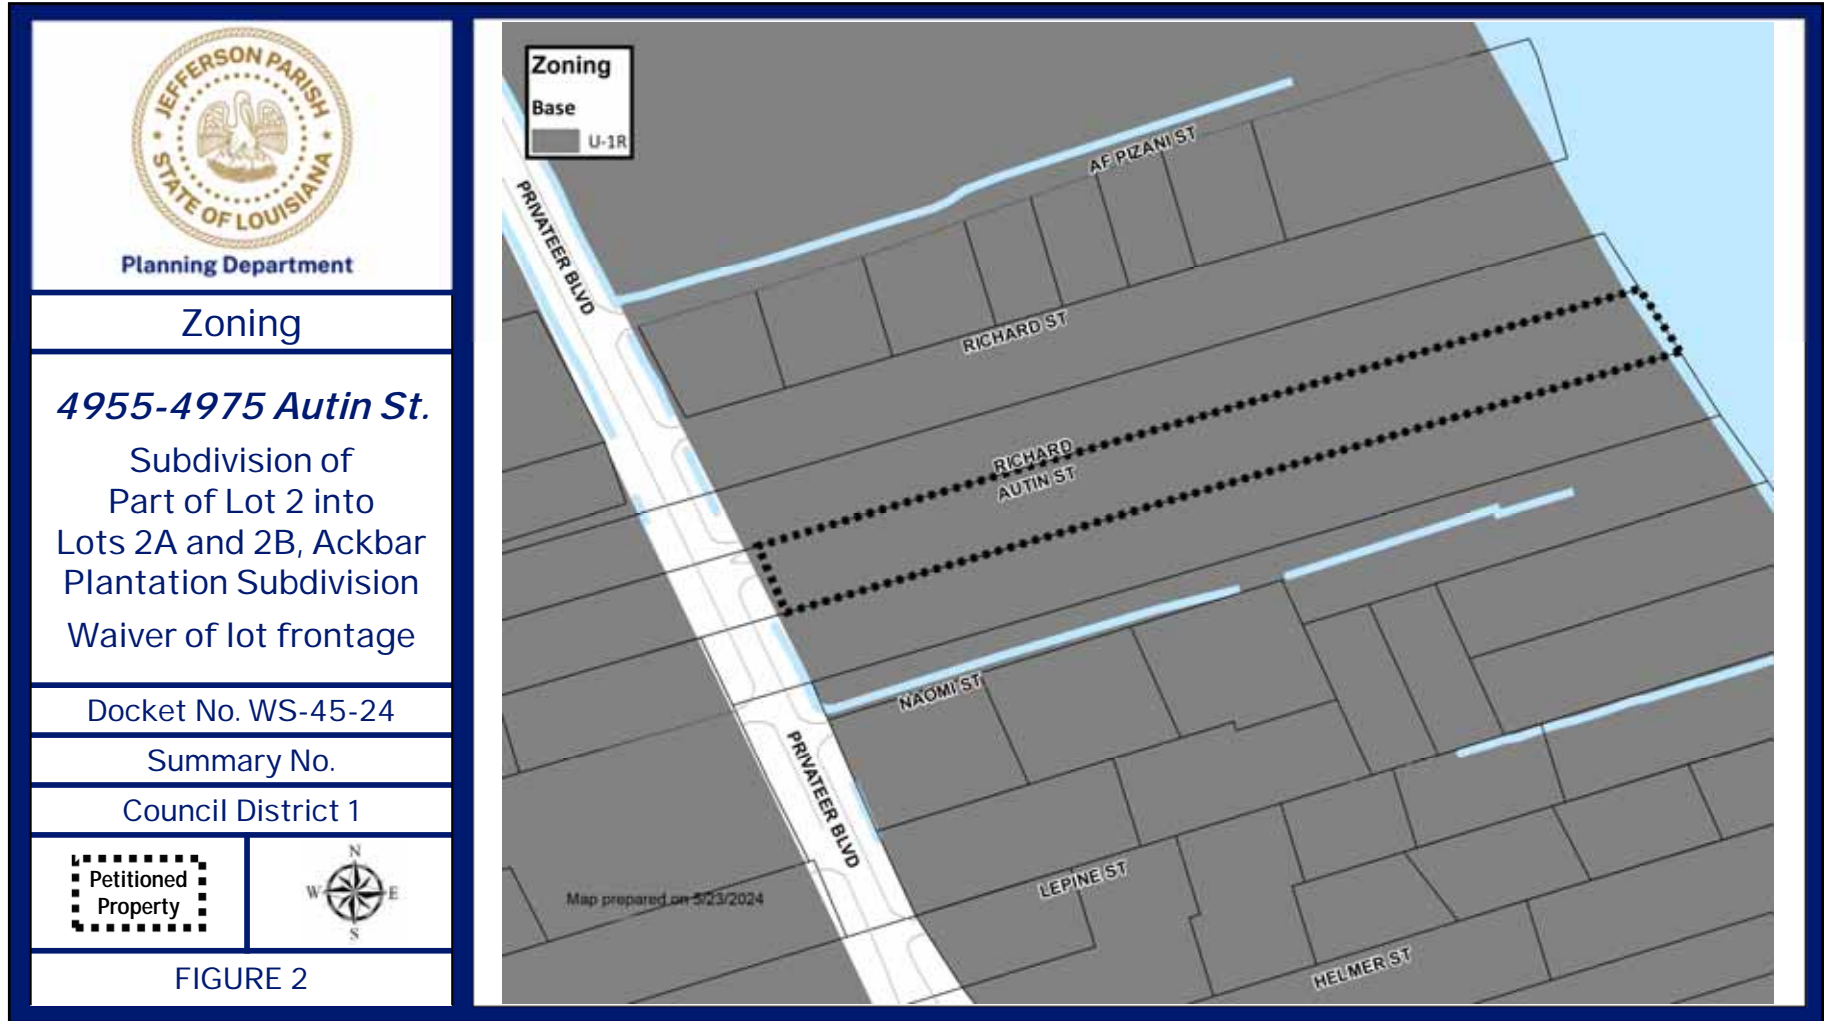 JEFFERSON PARISH
STATE OF LOUISIANA
Planning Department
Zoning
4955-4975 Autin St.
Subdivision of
Part of Lot 2 into
Lots 2A and 2B, Ackbar
Plantation Subdivision
Waiver of lot frontage
Docket No. WS-45-24
Summary No.
Council District 1
Petitioned
Property
N
W E
S
FIGURE 2
Zoning
Base
U-1R
PRIVATEER BLVD
AF PIZANI ST
RICHARD ST
RICHARD
AUTIN ST
NAOMI ST
PRIVATEER BLVD
LEPINE ST
HELMER ST
Map prepared on 5/23/2024